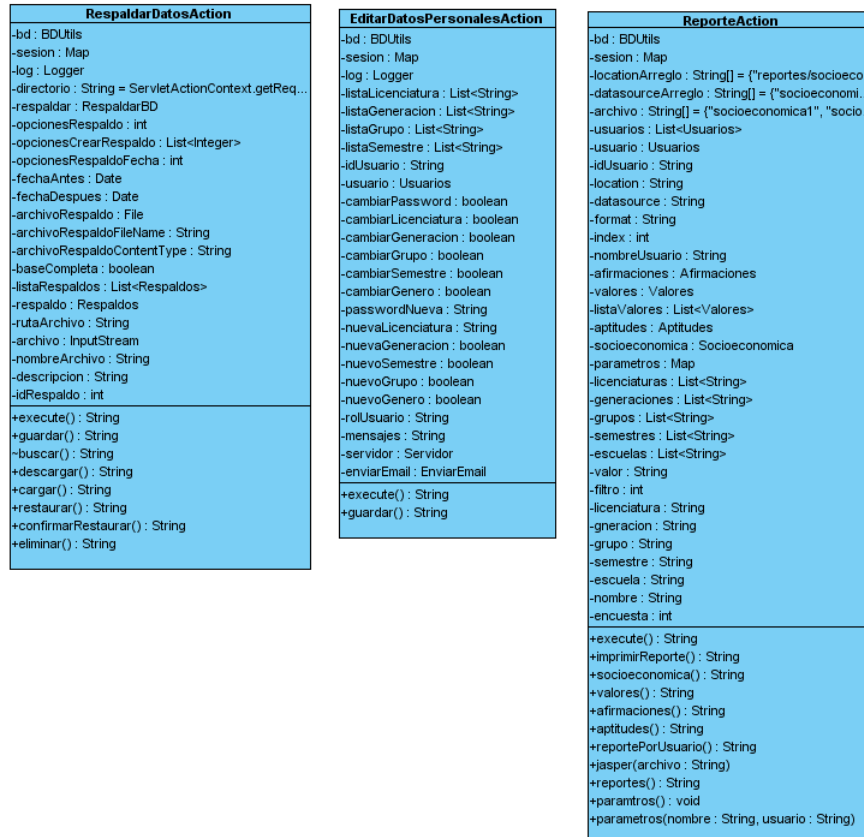 RespaldarDatosAction
-bd : BDUtils
-sesion : Map
-log : Logger
-directorio : String = ServletActionContext.getReq...
-respaldar : RespaldarBD
-opcionesRespaldo : int
-opcionesCrearRespaldo : List<Integer>
-opcionesRespaldoFecha : int
-fechaAntes : Date
-fechaDespues : Date
-archivoRespaldo : File
-archivoRespaldoFileName : String
-archivoRespaldoContentType : String
-baseCompleta : boolean
-listaRespaldos : List<Respaldos>
-respaldo : Respaldos
-rutaArchivo : String
-archivo : InputStream
-nombreArchivo : String
-descripcion : String
-idRespaldo : int
+execute() : String
+guardar() : String
~buscar() : String
+descargar() : String
+cargar() : String
+restaurar() : String
+confirmarRestaurar() : String
+eliminar() : String
EditarDatosPersonalesAction
-bd : BDUtils
-sesion : Map
-log : Logger
-listaLicenciatura : List<String>
-listaGeneracion : List<String>
-listaGrupo : List<String>
-listaSemestre : List<String>
-idUsuario : String
-usuario : Usuarios
-cambiarPassword : boolean
-cambiarLicenciatura : boolean
-cambiarGeneracion : boolean
-cambiarGrupo : boolean
-cambiarSemestre : boolean
-cambiarGenero : boolean
-passwordNueva : String
-nuevaLicenciatura : String
-nuevaGeneracion : boolean
-nuevoSemestre : boolean
-nuevoGrupo : boolean
-nuevoGenero : boolean
-rolUsuario : String
-mensajes : String
-servidor : Servidor
-enviarEmail : EnviarEmail
+execute() : String
+guardar() : String
ReporteAction
-bd : BDUtils
-sesion : Map
-locationArreglo : String[] = {"reportes/socioeco
-datasourceArreglo : String[] = {"socioeconomi...
-archivo : String[] = {"socioeconomica1", "socio
-usuarios : List<Usuarios>
-usuario : Usuarios
-idUsuario : String
-location : String
-datasource : String
-format : String
-index : int
-nombreUsuario : String
-afirmaciones : Afirmaciones
-valores : Valores
-listaValores : List<Valores>
-aptitudes : Aptitudes
-socioeconomica : Socioeconomica
-parametros : Map
-licenciaturas : List<String>
-generaciones : List<String>
-grupos : List<String>
-semestres : List<String>
-escuelas : List<String>
-valor : String
-filtro : int
-licenciatura : String
-gneracion : String
-grupo : String
-semestre : String
-escuela : String
-nombre : String
-encuesta : int
+execute() : String
+imprimirReporte() : String
+socioeconomica() : String
+valores() : String
+afirmaciones() : String
+aptitudes() : String
+reportePorUsuario() : String
+jasper(archivo : String)
+reportes() : String
+paramtros() : void
+parametros(nombre : String, usuario : String)